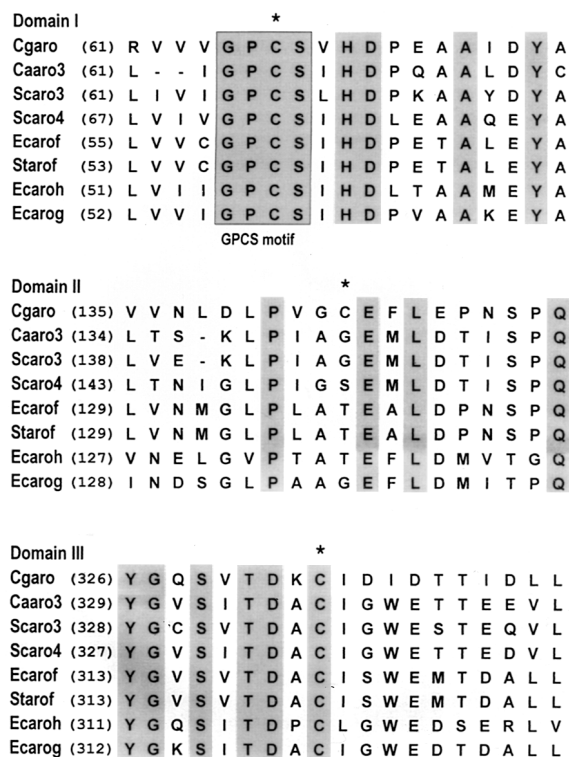 Domain I *
Cgaro (61) R V V V G P C S V H D P E A A I D Y A
Caaro3 (61) L - - I G P C S I H D P Q A A L D Y C
Scaro3 (61) L I V I G P C S L H D P K A A Y D Y A
Scaro4 (67) L V I V G P C S I H D L E A A Q E Y A
Ecarof (55) L V V C G P C S I H D P E T A L E Y A
Starof (53) L V V C G P C S I H D P E T A L E Y A
Ecaroh (51) L V I I G P C S I H D L T A A M E Y A
Ecarog (52) L V V I G P C S I H D P V A A K E Y A
GPCS motif
Domain II *
Cgaro (135) V V N L D L P V G C E F L E P N S P Q
Caaro3 (134) L T S - K L P I A G E M L D T I S P Q
Scaro3 (138) L V E - K L P I A G E M L D T I S P Q
Scaro4 (143) L T N I G L P I G S E M L D T I S P Q
Ecarof (129) L V N M G L P L A T E A L D P N S P Q
Starof (129) L V N M G L P L A T E A L D P N S P Q
Ecaroh (127) V N E L G V P T A T E F L D M V T G Q
Ecarog (128) I N D S G L P A A G E F L D M I T P Q
Domain III *
Cgaro (326) Y G Q S V T D K C I D I D T T I D L L
Caaro3 (329) Y G V S I T D A C I G W E T T E E V L
Scaro3 (328) Y G C S V T D A C I G W E S T E Q V L
Scaro4 (327) Y G V S I T D A C I G W E T T E D V L
Ecarof (313) Y G V S V T D A C I S W E M T D A L L
Starof (313) Y G V S V T D A C I S W E M T D A L L
Ecaroh (311) Y G Q S I T D P C L G W E D S E R L V
Ecarog (312) Y G K S I T D A C I G W E D T D A L L